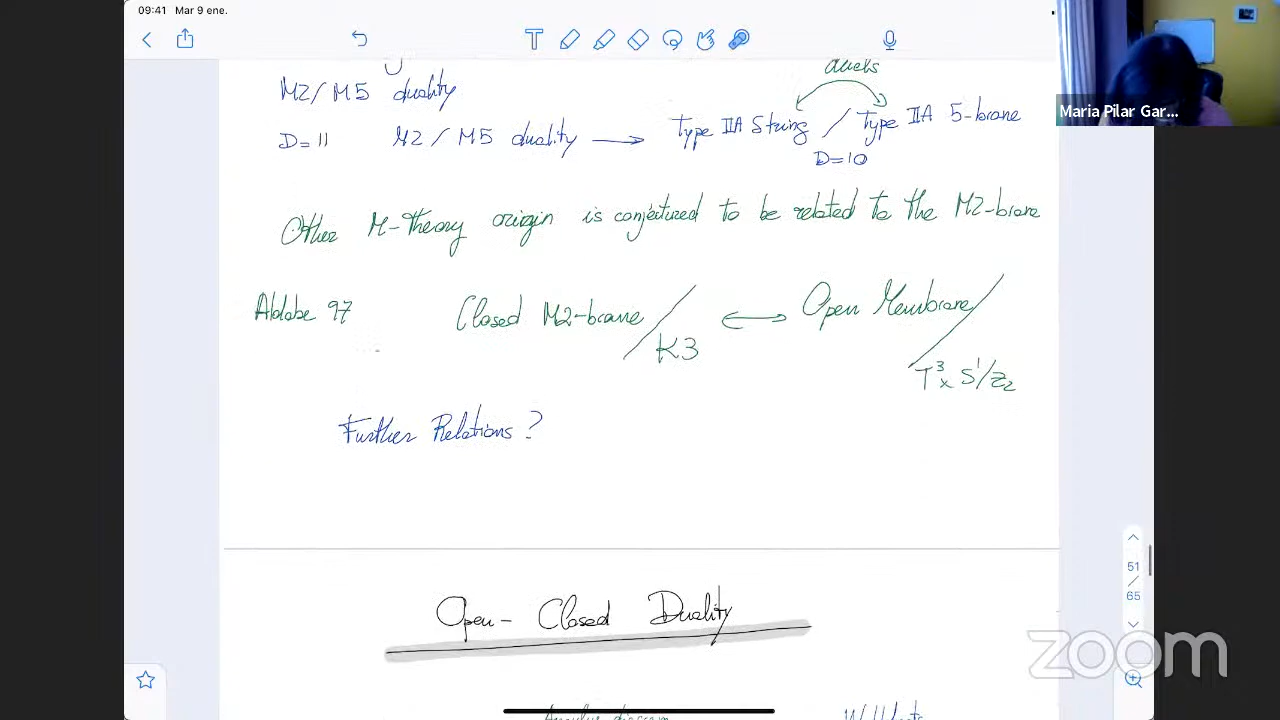 09:41 Mar 9 ene.
Maria Pilar Gar...
duals
M2/M5 duality
D=11 M2/M5 duality → Type IIA String / Type IIA 5-brane
D=10
Other M-Theory origin is conjectured to be related to the M2-brane
97 Closed M2-brane / K3 ↔ Open Membrane / T³ x S¹/Z₂
Further Relations?
51
/
65
Open-Closed Duality
zoom
Annulus diagram